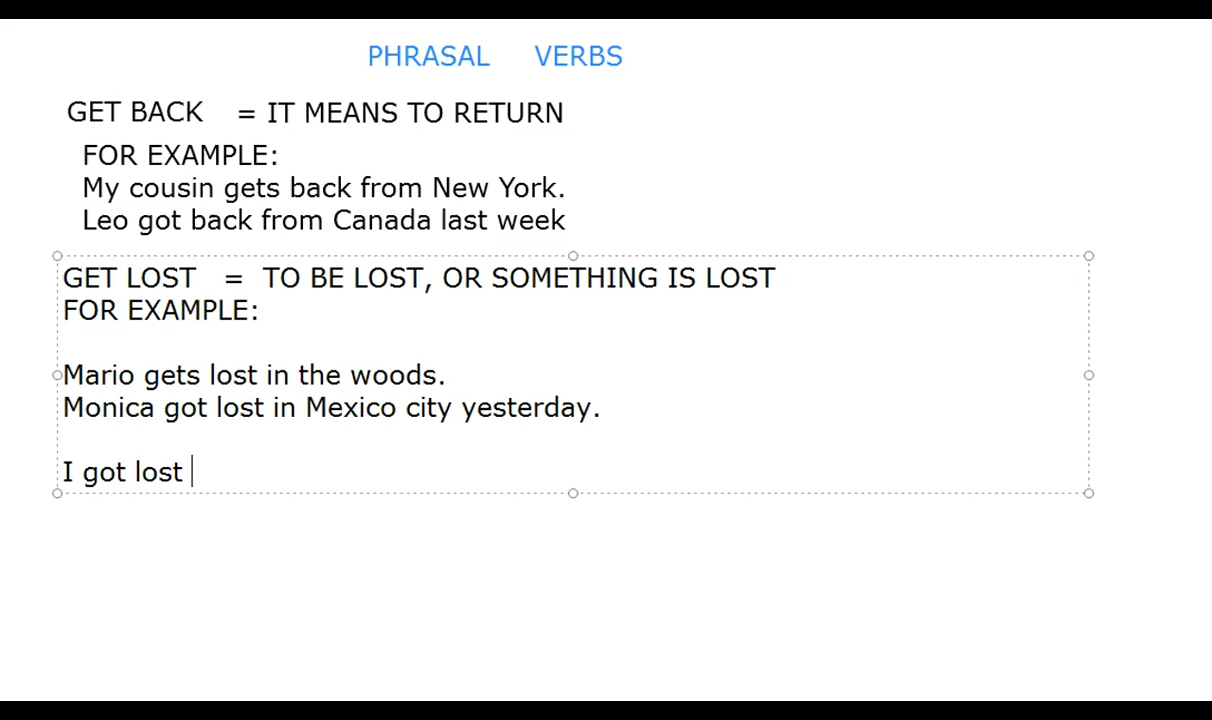 PHRASAL VERBS
GET BACK = IT MEANS TO RETURN
FOR EXAMPLE:
My cousin gets back from New York.
Leo got back from Canada last week
GET LOST = TO BE LOST, OR SOMETHING IS LOST
FOR EXAMPLE:
Mario gets lost in the woods.
Monica got lost in Mexico city yesterday.
I got lost